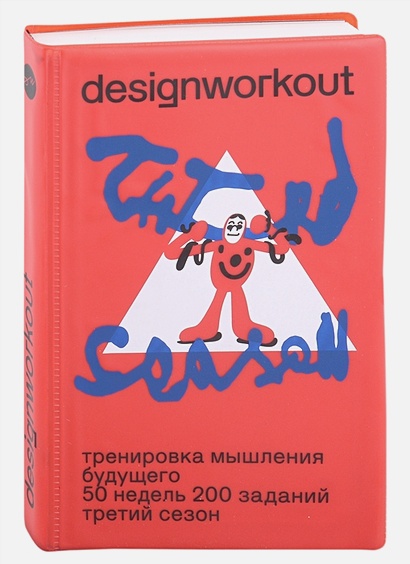 designworkout
Third
Season
тренировка мышления
будущего
50 недель 200 заданий
третий сезон
designworkout